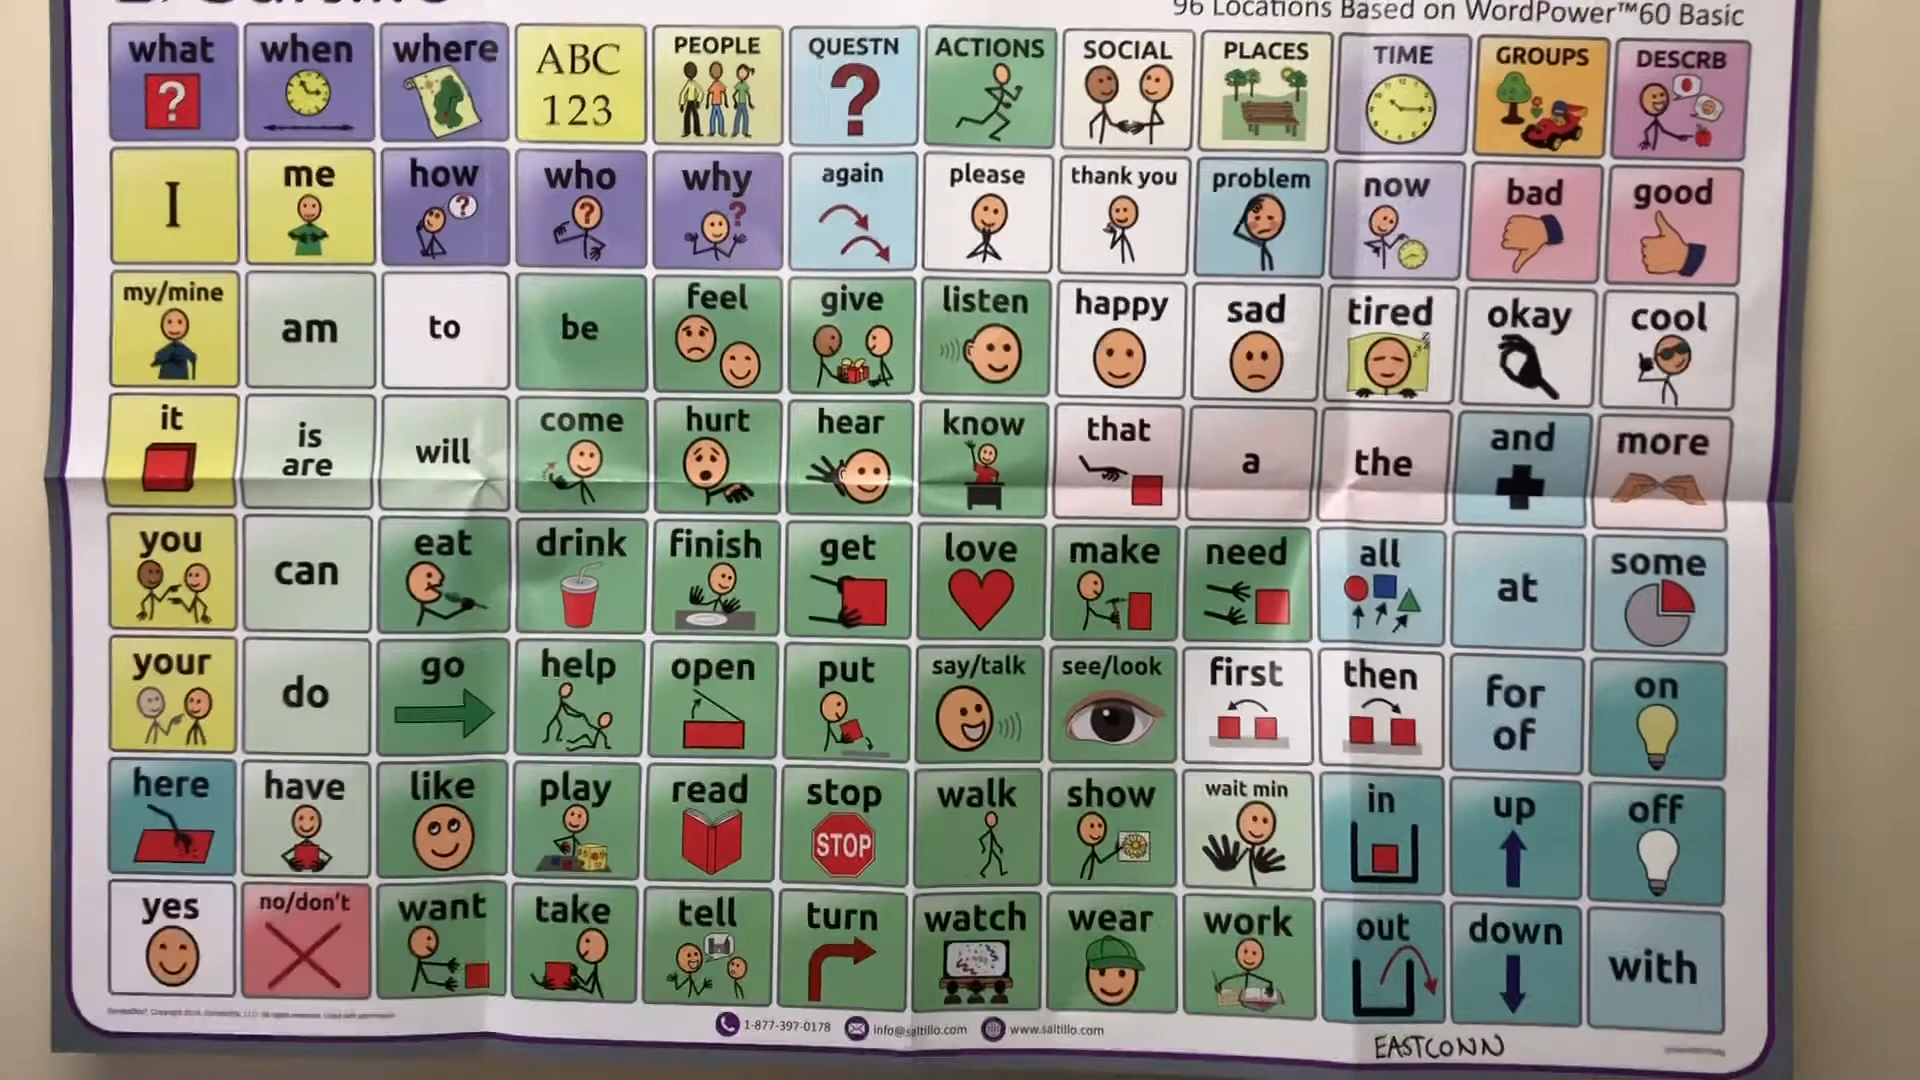 96 Locations Based on WordPower™60 Basic
what when where ABC 123 PEOPLE QUESTN ACTIONS SOCIAL PLACES TIME GROUPS DESCRB
I me how who why again please thank you problem now bad good
my/mine am to be feel give listen happy sad tired okay cool
it is are will come hurt hear know that a the and more
you can eat drink finish get love make need all at some
your do go help open put say/talk see/look first then for of on
here have like play read stop STOP walk show wait min in up off
yes no/don't want take tell turn watch wear work out down with
1-877-397-0178 info@saltillo.com www.saltillo.com
EASTCONN